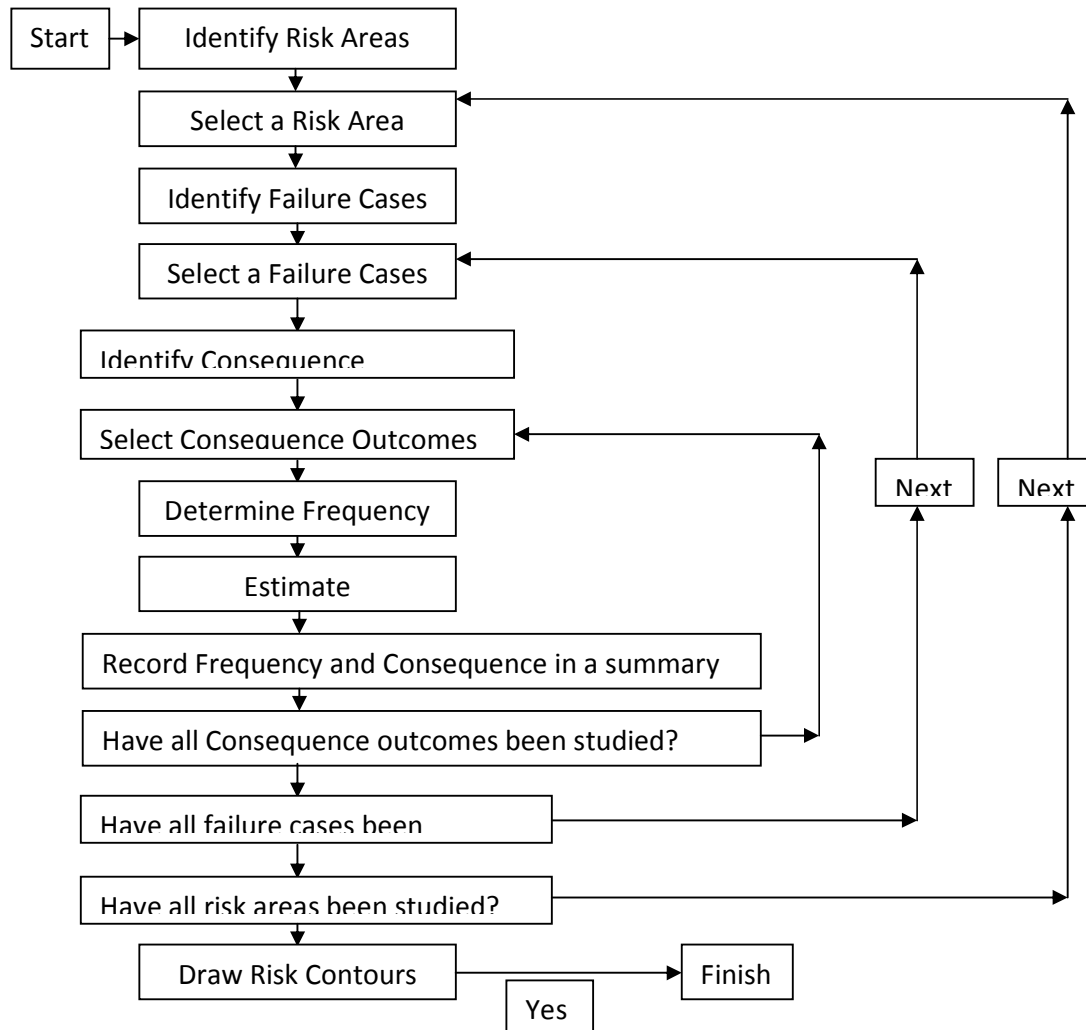 Start
Identify Risk Areas
Select a Risk Area
Identify Failure Cases
Select a Failure Cases
Identify Consequence
Select Consequence Outcomes
Next
Next
Determine Frequency
Estimate
Record Frequency and Consequence in a summary
Have all Consequence outcomes been studied?
Have all failure cases been
Have all risk areas been studied?
Draw Risk Contours
Finish
Yes